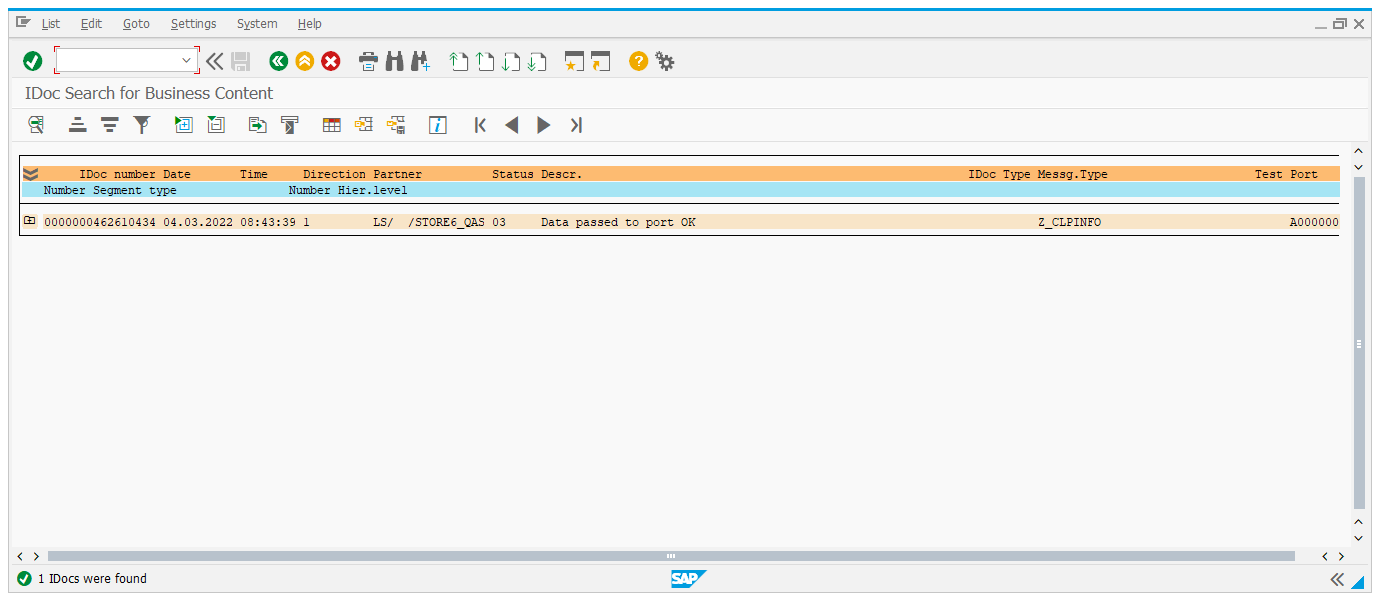 List Edit Goto Settings System Help
IDoc Search for Business Content
IDoc number Date Time Direction Partner Status Descr. IDoc Type Messg.Type Test Port
Number Segment type Number Hier.level
0000000462610434 04.03.2022 08:43:39 1 LS/ /STORE6_QAS 03 Data passed to port OK Z_CLPINFO A000000
1 IDocs were found
SAP